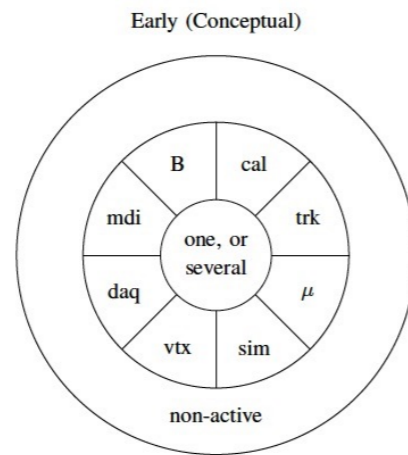 Early (Conceptual)
B
cal
mdi
trk
one, or
several
daq
μ
vtx
sim
non-active